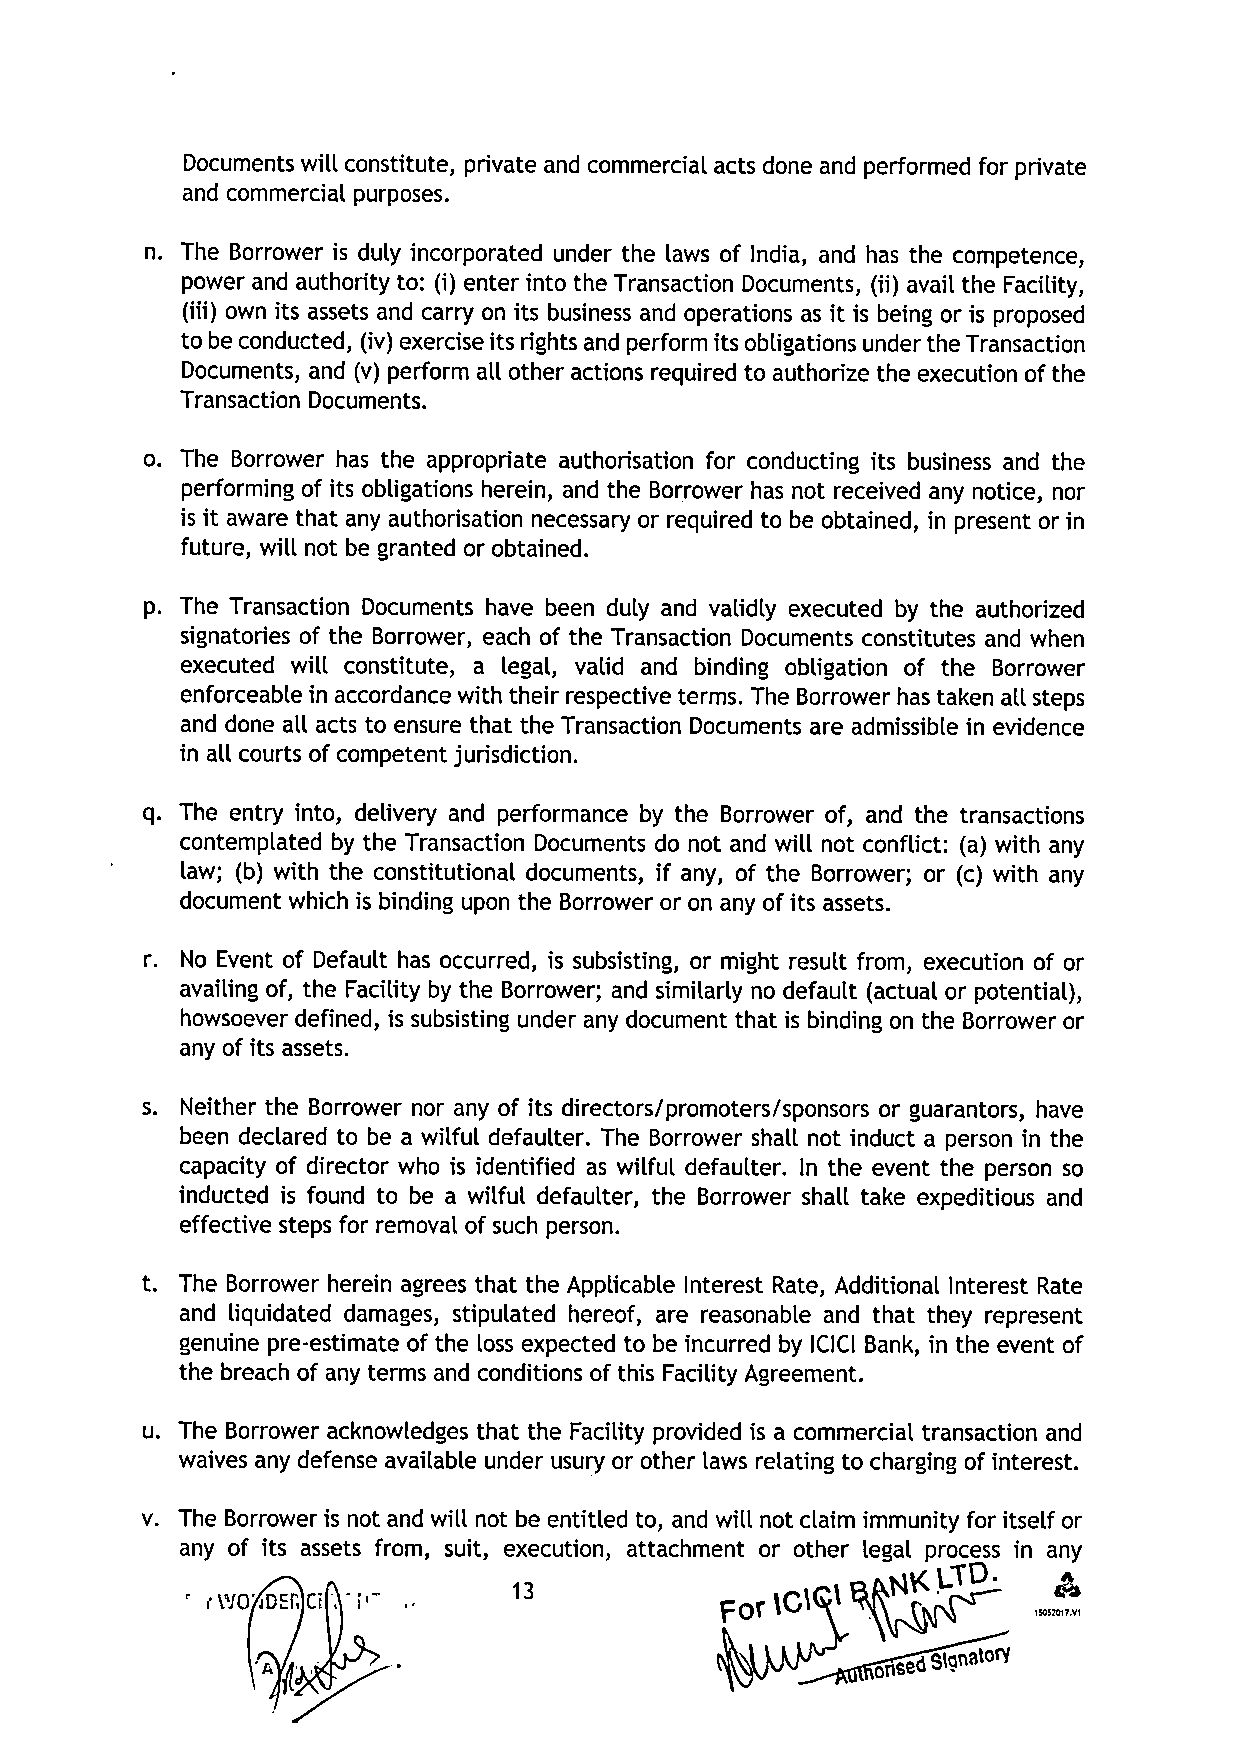 Documents will constitute, private and commercial acts done and performed for private
and commercial purposes.
n. The Borrower is duly incorporated under the laws of India, and has the competence,
power and authority to: (i) enter into the Transaction Documents, (ii) avail the Facility,
(iii) own its assets and carry on its business and operations as it is being or is proposed
to be conducted, (iv) exercise its rights and perform its obligations under the Transaction
Documents, and (v) perform all other actions required to authorize the execution of the
Transaction Documents.
o. The Borrower has the appropriate authorisation for conducting its business and the
performing of its obligations herein, and the Borrower has not received any notice, nor
is it aware that any authorisation necessary or required to be obtained, in present or in
future, will not be granted or obtained.
p. The Transaction Documents have been duly and validly executed by the authorized
signatories of the Borrower, each of the Transaction Documents constitutes and when
executed will constitute, a legal, valid and binding obligation of the Borrower
enforceable in accordance with their respective terms. The Borrower has taken all steps
and done all acts to ensure that the Transaction Documents are admissible in evidence
in all courts of competent jurisdiction.
q. The entry into, delivery and performance by the Borrower of, and the transactions
contemplated by the Transaction Documents do not and will not conflict: (a) with any
law; (b) with the constitutional documents, if any, of the Borrower; or (c) with any
document which is binding upon the Borrower or on any of its assets.
r. No Event of Default has occurred, is subsisting, or might result from, execution of or
availing of, the Facility by the Borrower; and similarly no default (actual or potential),
howsoever defined, is subsisting under any document that is binding on the Borrower or
any of its assets.
s. Neither the Borrower nor any of its directors/promoters/sponsors or guarantors, have
been declared to be a wilful defaulter. The Borrower shall not induct a person in the
capacity of director who is identified as wilful defaulter. In the event the person so
inducted is found to be a wilful defaulter, the Borrower shall take expeditious and
effective steps for removal of such person.
t. The Borrower herein agrees that the Applicable Interest Rate, Additional Interest Rate
and liquidated damages, stipulated hereof, are reasonable and that they represent
genuine pre-estimate of the loss expected to be incurred by ICICI Bank, in the event of
the breach of any terms and conditions of this Facility Agreement.
u. The Borrower acknowledges that the Facility provided is a commercial transaction and
waives any defense available under usury or other laws relating to charging of interest.
v. The Borrower is not and will not be entitled to, and will not claim immunity for itself or
any of its assets from, suit, execution, attachment or other legal process in any
13
For ICICI BANK LTD.
15052017.V1
Authorised Signatory